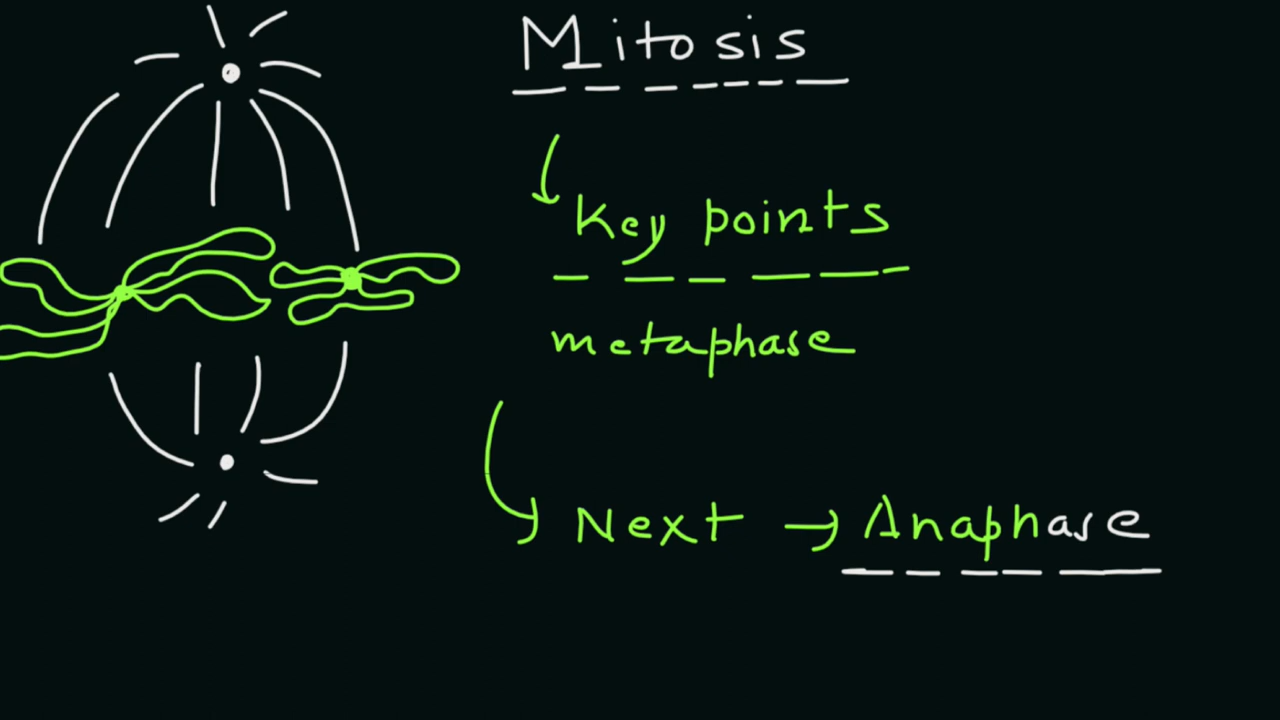 Mitosis
Key points
metaphase
Next → Anaphase